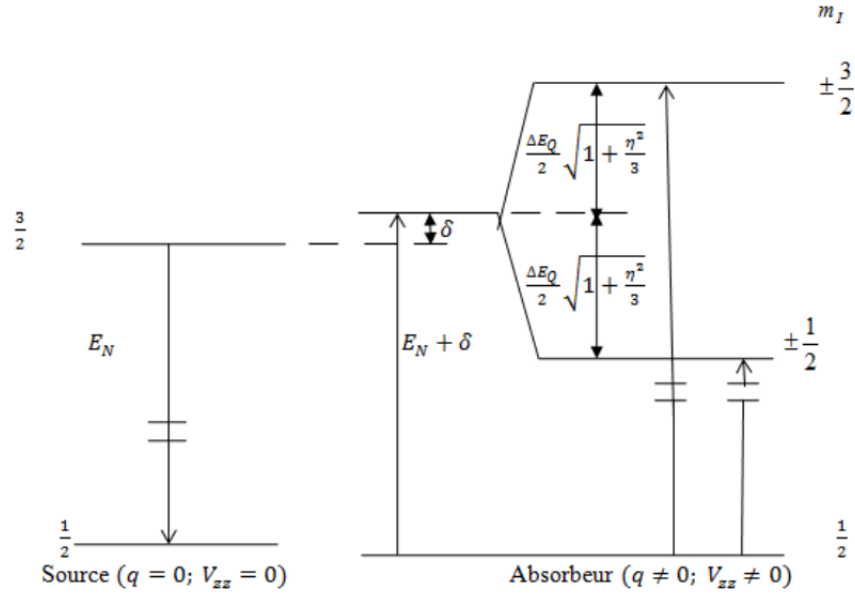 m_I
±3/2
ΔE_Q/2 √(1 + η²/3)
3/2
δ
ΔE_Q/2 √(1 + η²/3)
E_N
E_N + δ
±1/2
1/2
1/2
Source (q = 0; V_zz = 0)
Absorbeur (q ≠ 0; V_zz ≠ 0)